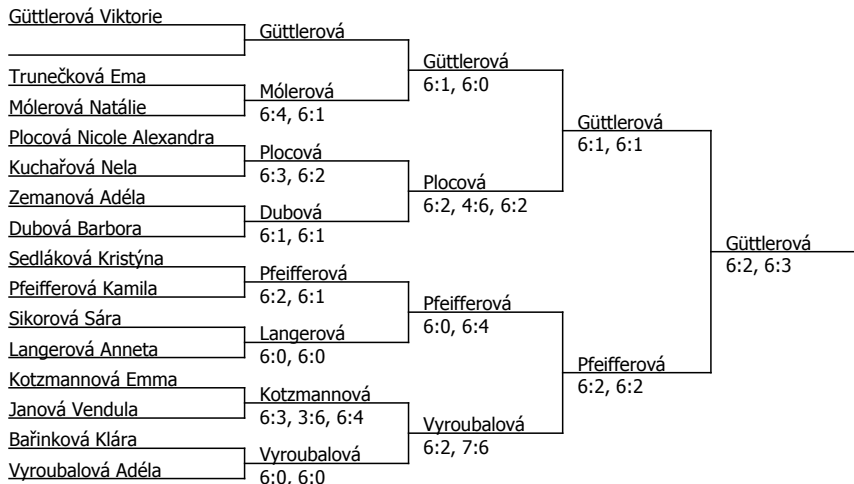 Güttlerová Viktorie
Trunečková Ema
Mólerová Natálie
Plocová Nicole Alexandra
Kuchařová Nela
Zemanová Adéla
Dubová Barbora
Sedláková Kristýna
Pfeifferová Kamila
Sikorová Sára
Langerová Anneta
Kotzmannová Emma
Janová Vendula
Bařinková Klára
Vyroubalová Adéla
Güttlerová
Mólerová
6:4, 6:1
Plocová
6:3, 6:2
Dubová
6:1, 6:1
Pfeifferová
6:2, 6:1
Langerová
6:0, 6:0
Kotzmannová
6:3, 3:6, 6:4
Vyroubalová
6:0, 6:0
Güttlerová
6:1, 6:0
Plocová
6:2, 4:6, 6:2
Pfeifferová
6:0, 6:4
Vyroubalová
6:2, 7:6
Güttlerová
6:1, 6:1
Pfeifferová
6:2, 6:2
Güttlerová
6:2, 6:3